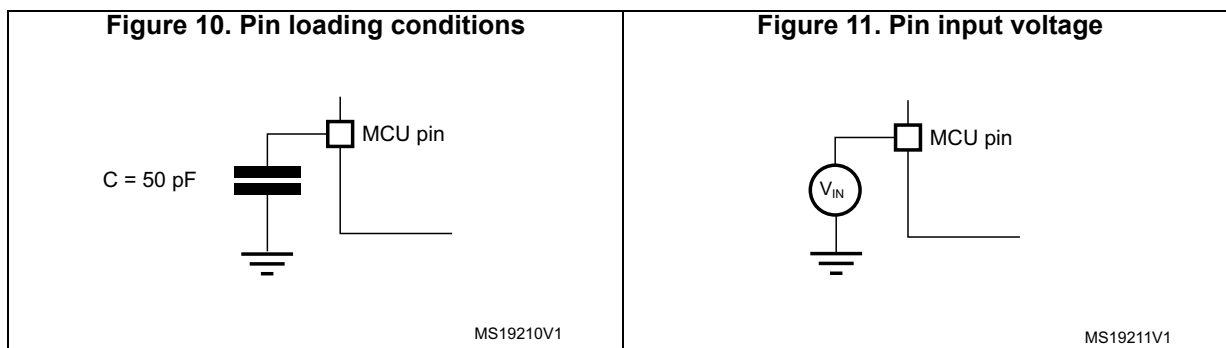 Figure 10. Pin loading conditions
MCU pin
C = 50 pF
MS19210V1
Figure 11. Pin input voltage
MCU pin
VIN
MS19211V1